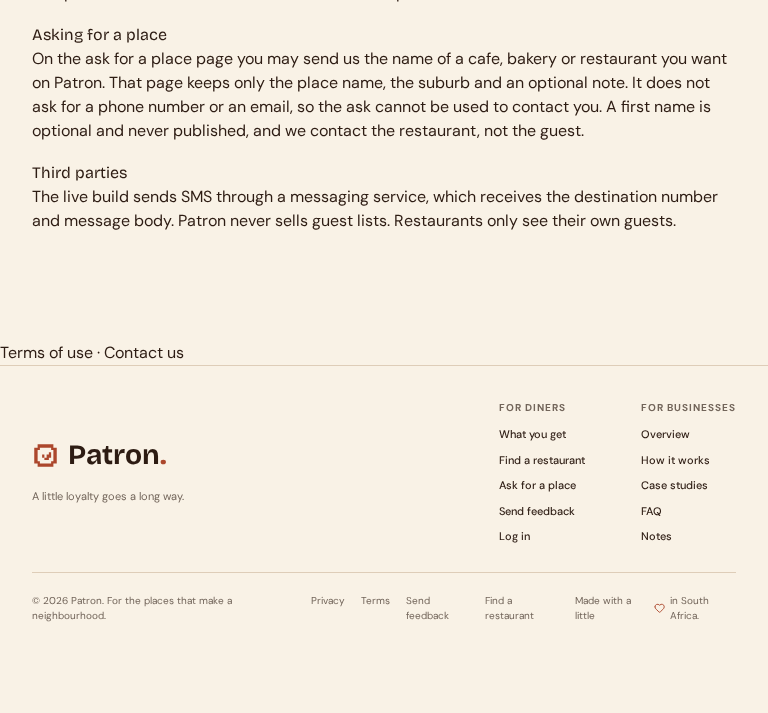 Asking for a place
On the ask for a place page you may send us the name of a cafe, bakery or restaurant you want
on Patron. That page keeps only the place name, the suburb and an optional note. It does not
ask for a phone number or an email, so the ask cannot be used to contact you. A first name is
optional and never published, and we contact the restaurant, not the guest.
Third parties
The live build sends SMS through a messaging service, which receives the destination number
and message body. Patron never sells guest lists. Restaurants only see their own guests.
Terms of use · Contact us
Patron.
A little loyalty goes a long way.
FOR DINERS
What you get
Find a restaurant
Ask for a place
Send feedback
Log in
FOR BUSINESSES
Overview
How it works
Case studies
FAQ
Notes
© 2026 Patron. For the places that make a
neighbourhood.
Privacy
Terms
Send
feedback
Find a
restaurant
Made with a
little
in South
Africa.